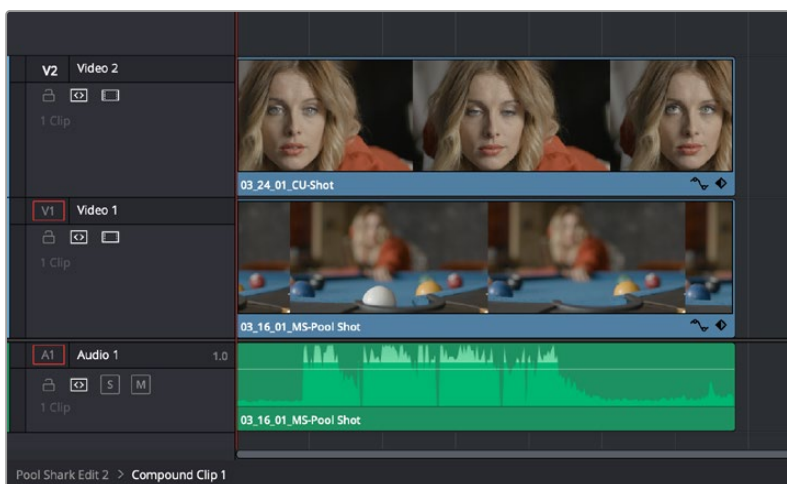 V2 Video 2
1 Clip
03_24_01_CU-Shot
V1 Video 1
1 Clip
03_16_01_MS-Pool Shot
A1 Audio 1 1.0
S M
1 Clip
03_16_01_MS-Pool Shot
Pool Shark Edit 2 > Compound Clip 1